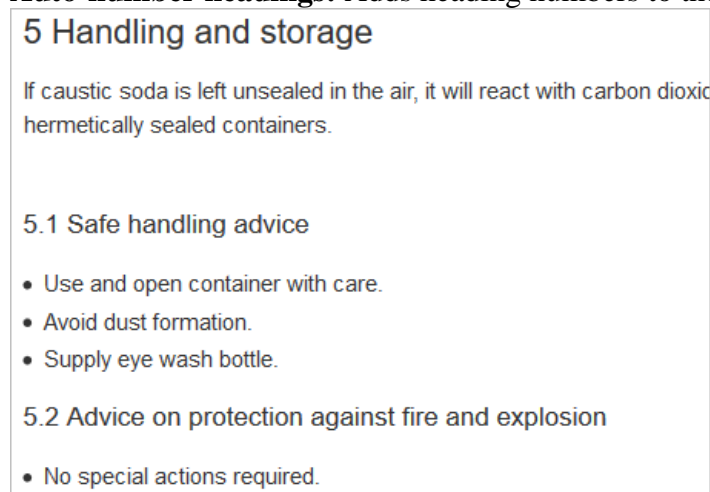 5 Handling and storage
If caustic soda is left unsealed in the air, it will react with carbon
hermetically sealed containers.
5.1 Safe handling advice
• Use and open container with care.
• Avoid dust formation.
• Supply eye wash bottle.
5.2 Advice on protection against fire and explosion
• No special actions required.